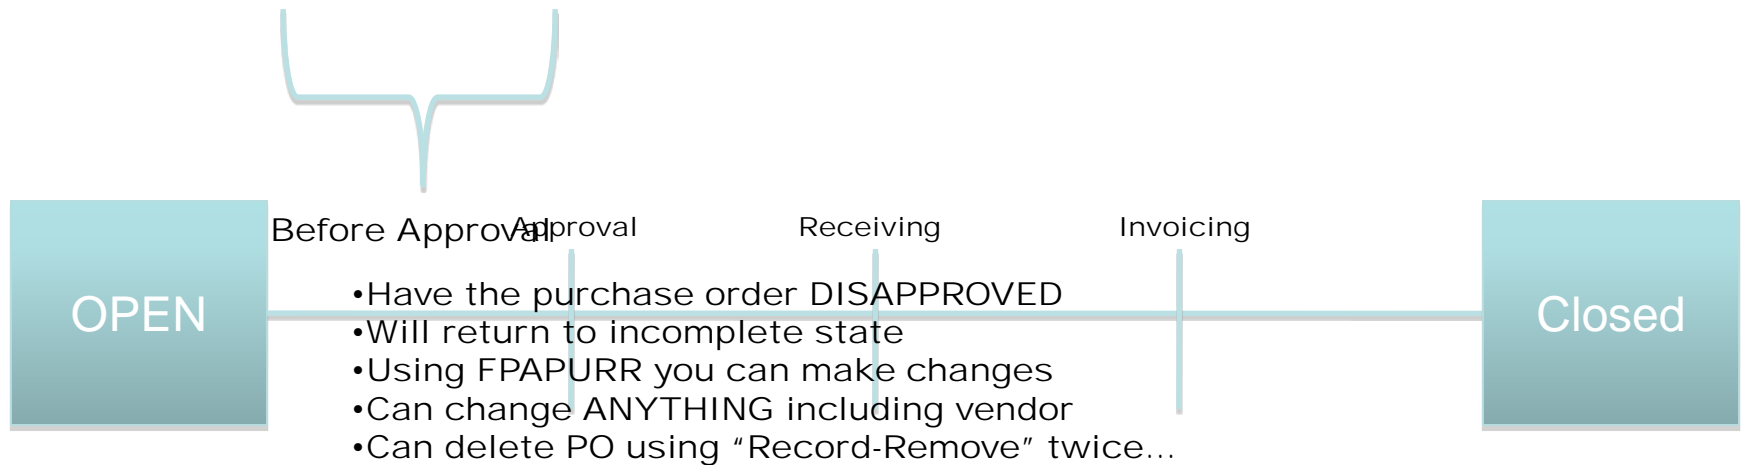 Before Approval
Approval
Receiving
Invoicing
OPEN
Closed
•Have the purchase order DISAPPROVED
•Will return to incomplete state
•Using FPAPURR you can make changes
•Can change ANYTHING including vendor
•Can delete PO using “Record-Remove” twice…